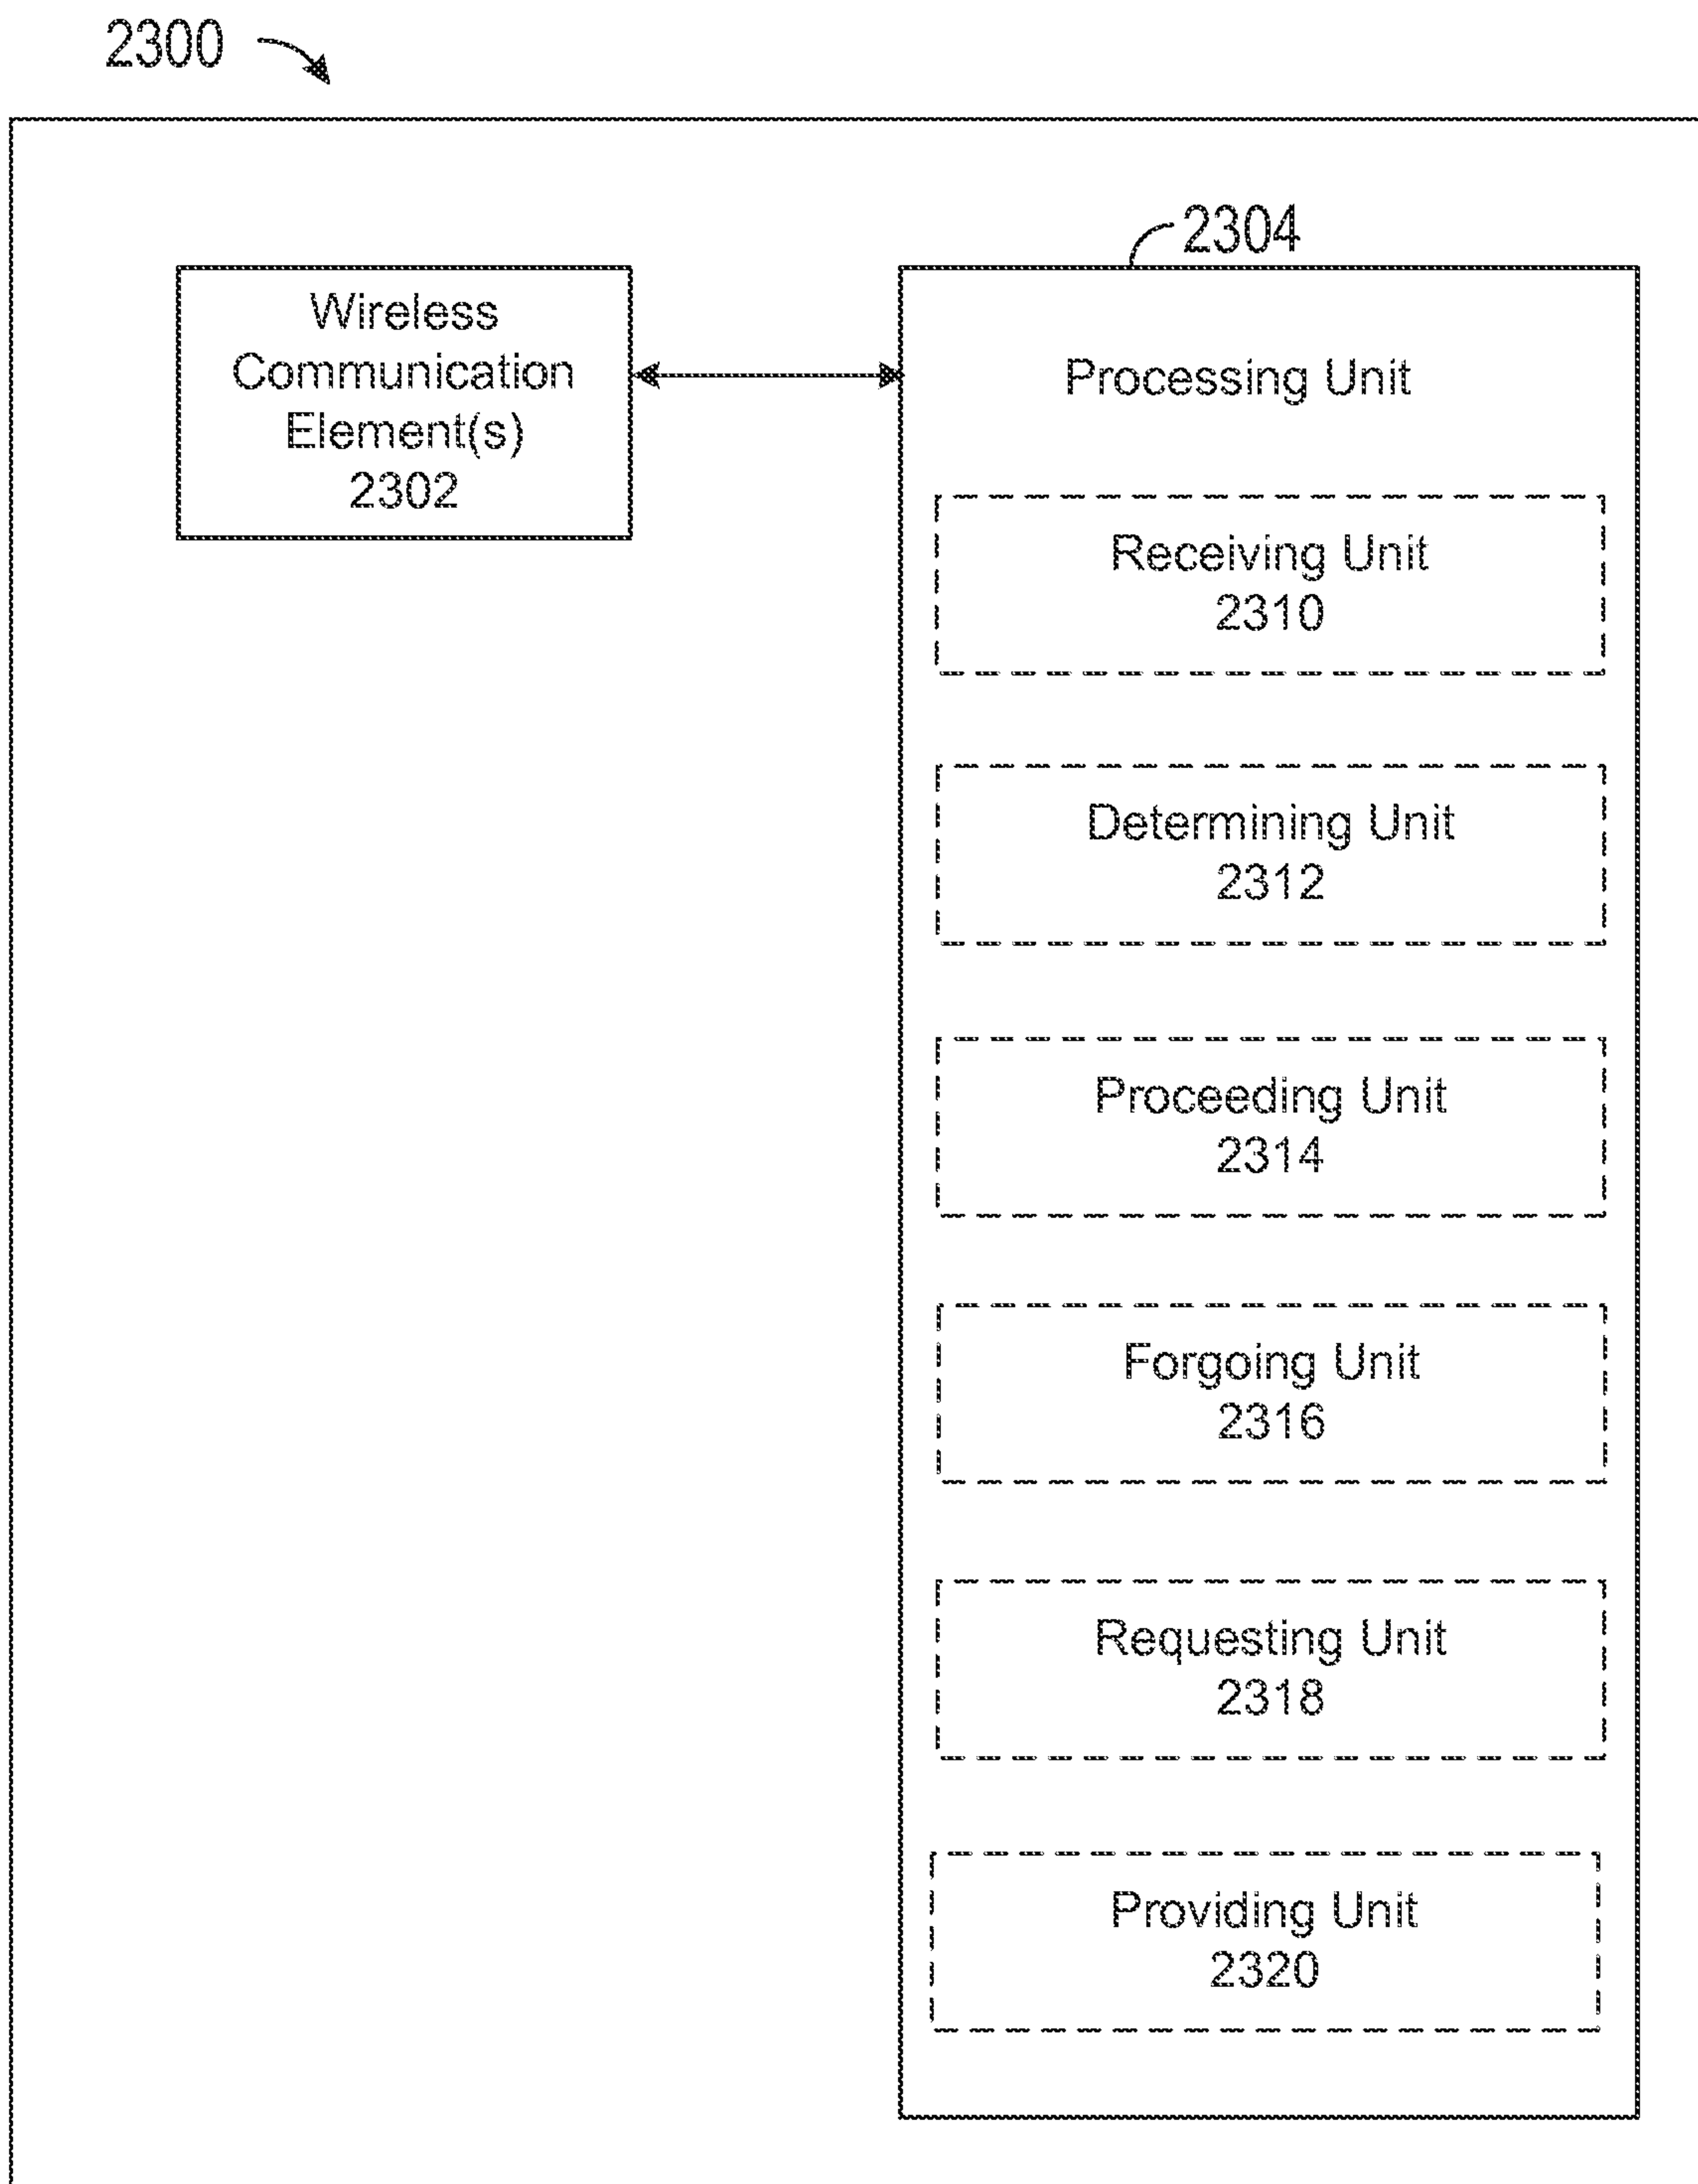 2300
2304
Wireless
Communication
Element(s)
2302
Processing Unit
Receiving Unit
2310
Determining Unit
2312
Proceeding Unit
2314
Forgoing Unit
2316
Requesting Unit
2318
Providing Unit
2320